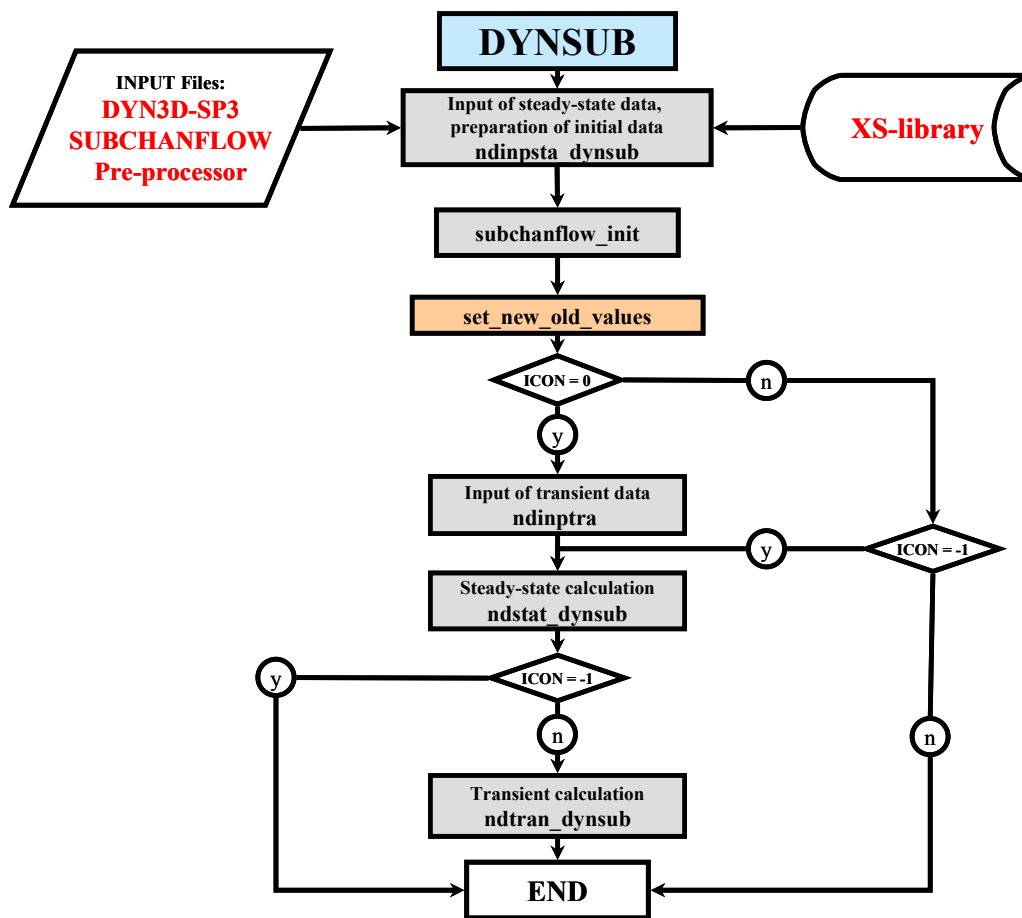 DYNSUB
INPUT Files:
DYN3D-SP3
SUBCHANFLOW
Pre-processor
Input of steady-state data,
preparation of initial data
ndinpsta_dynsub
XS-library
subchanflow_init
set_new_old_values
ICON = 0
n
y
Input of transient data
ndinptra
y
ICON = -1
Steady-state calculation
ndstat_dynsub
y
ICON = -1
n
n
Transient calculation
ndtran_dynsub
END